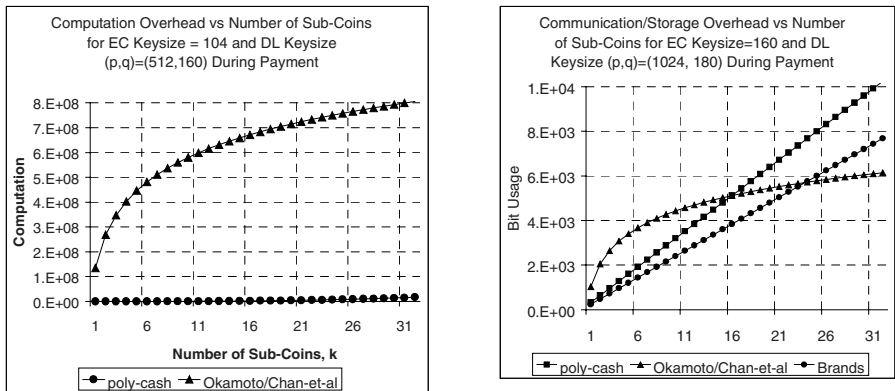 Computation Overhead vs Number of Sub-Coins
for EC Keysize = 104 and DL Keysize
(p,q)=(512,160) During Payment
8.E+08
7.E+08
6.E+08
5.E+08
4.E+08
3.E+08
2.E+08
1.E+08
0.E+00
Computation
1 6 11 16 21 26 31
Number of Sub-Coins, k
poly-cash Okamoto/Chan-et-al
Communication/Storage Overhead vs Number
of Sub-Coins for EC Keysize=160 and DL
Keysize (p,q)=(1024, 180) During Payment
1.E+04
8.E+03
6.E+03
4.E+03
2.E+03
0.E+00
Bit Usage
1 6 11 16 21 26 31
poly-cash Okamoto/Chan-et-al Brands